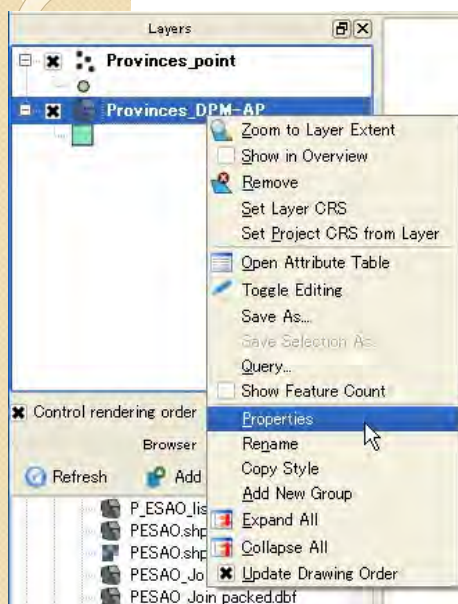 Layers
Provinces_point
Provinces_DPM-AP
Zoom to Layer Extent
Show in Overview
Remove
Set Layer CRS
Set Project CRS from Layer
Open Attribute Table
Toggle Editing
Save As...
Save Selection As
Query...
Show Feature Count
Control rendering order
Properties
Browser
Rename
Refresh
Add
Copy Style
Add New Group
P_ESAO_lis
Expand All
PESAO.shp
Collapse All
PESAO.shp
PESAO_Jo
Update Drawing Order
PESAO Join packed.dbf